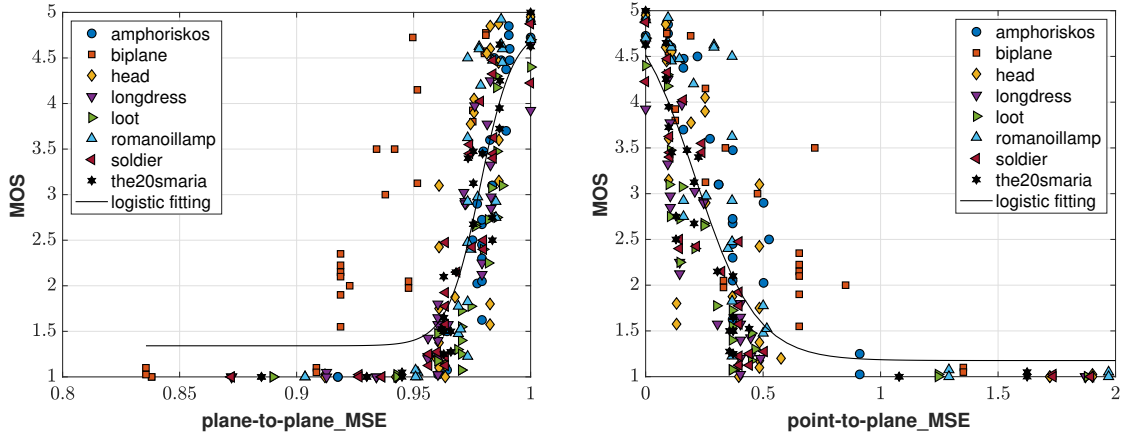 5
4.5
4
3.5
3
2.5
2
1.5
1
MOS
amphoriskos
biplane
head
longdress
loot
romanoillamp
soldier
the20smaria
logistic fitting
0.8
0.85
0.9
0.95
1
plane-to-plane_MSE
5
4.5
4
3.5
3
2.5
2
1.5
1
MOS
amphoriskos
biplane
head
longdress
loot
romanoillamp
soldier
the20smaria
logistic fitting
0
0.5
1
1.5
2
point-to-plane_MSE